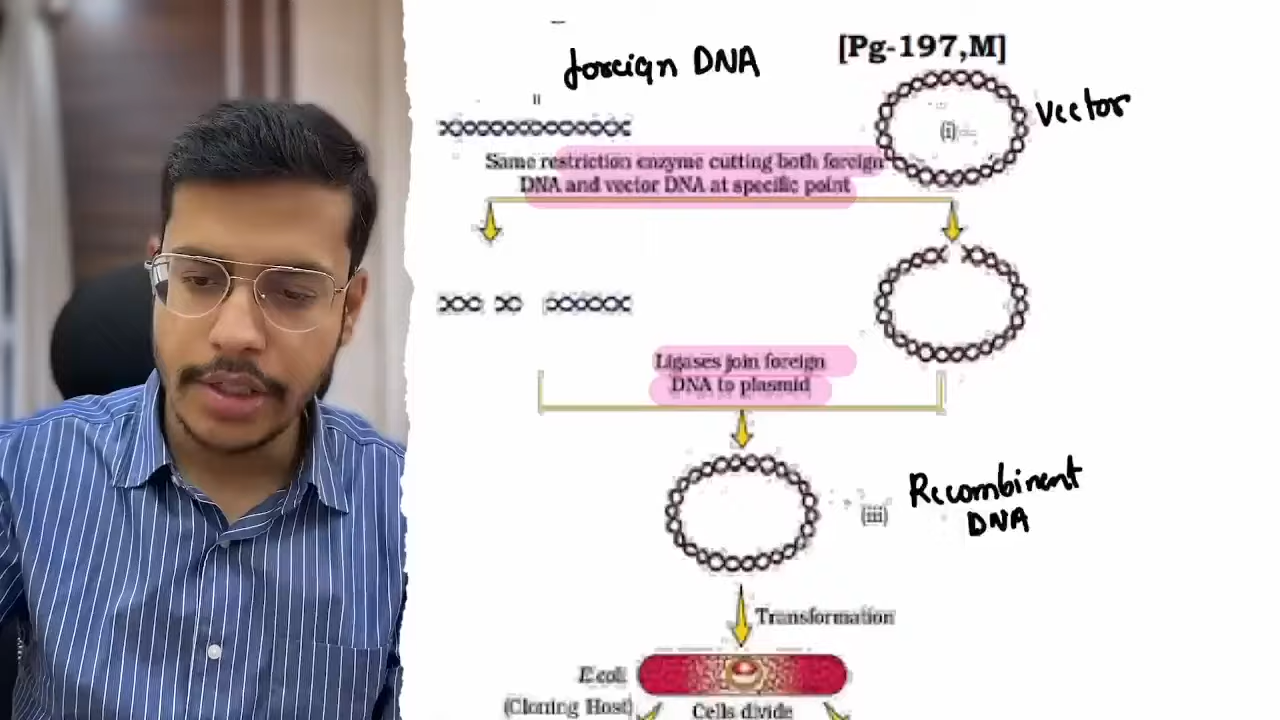 [Pg-197,M]
foreign DNA
vector
(i)
Same restriction enzyme cutting both foreign
DNA and vector DNA at specific point
Ligases join foreign
DNA to plasmid
Recombinent
DNA
(iii)
Transformation
E.coli
(Cloning Host)
Cells divide